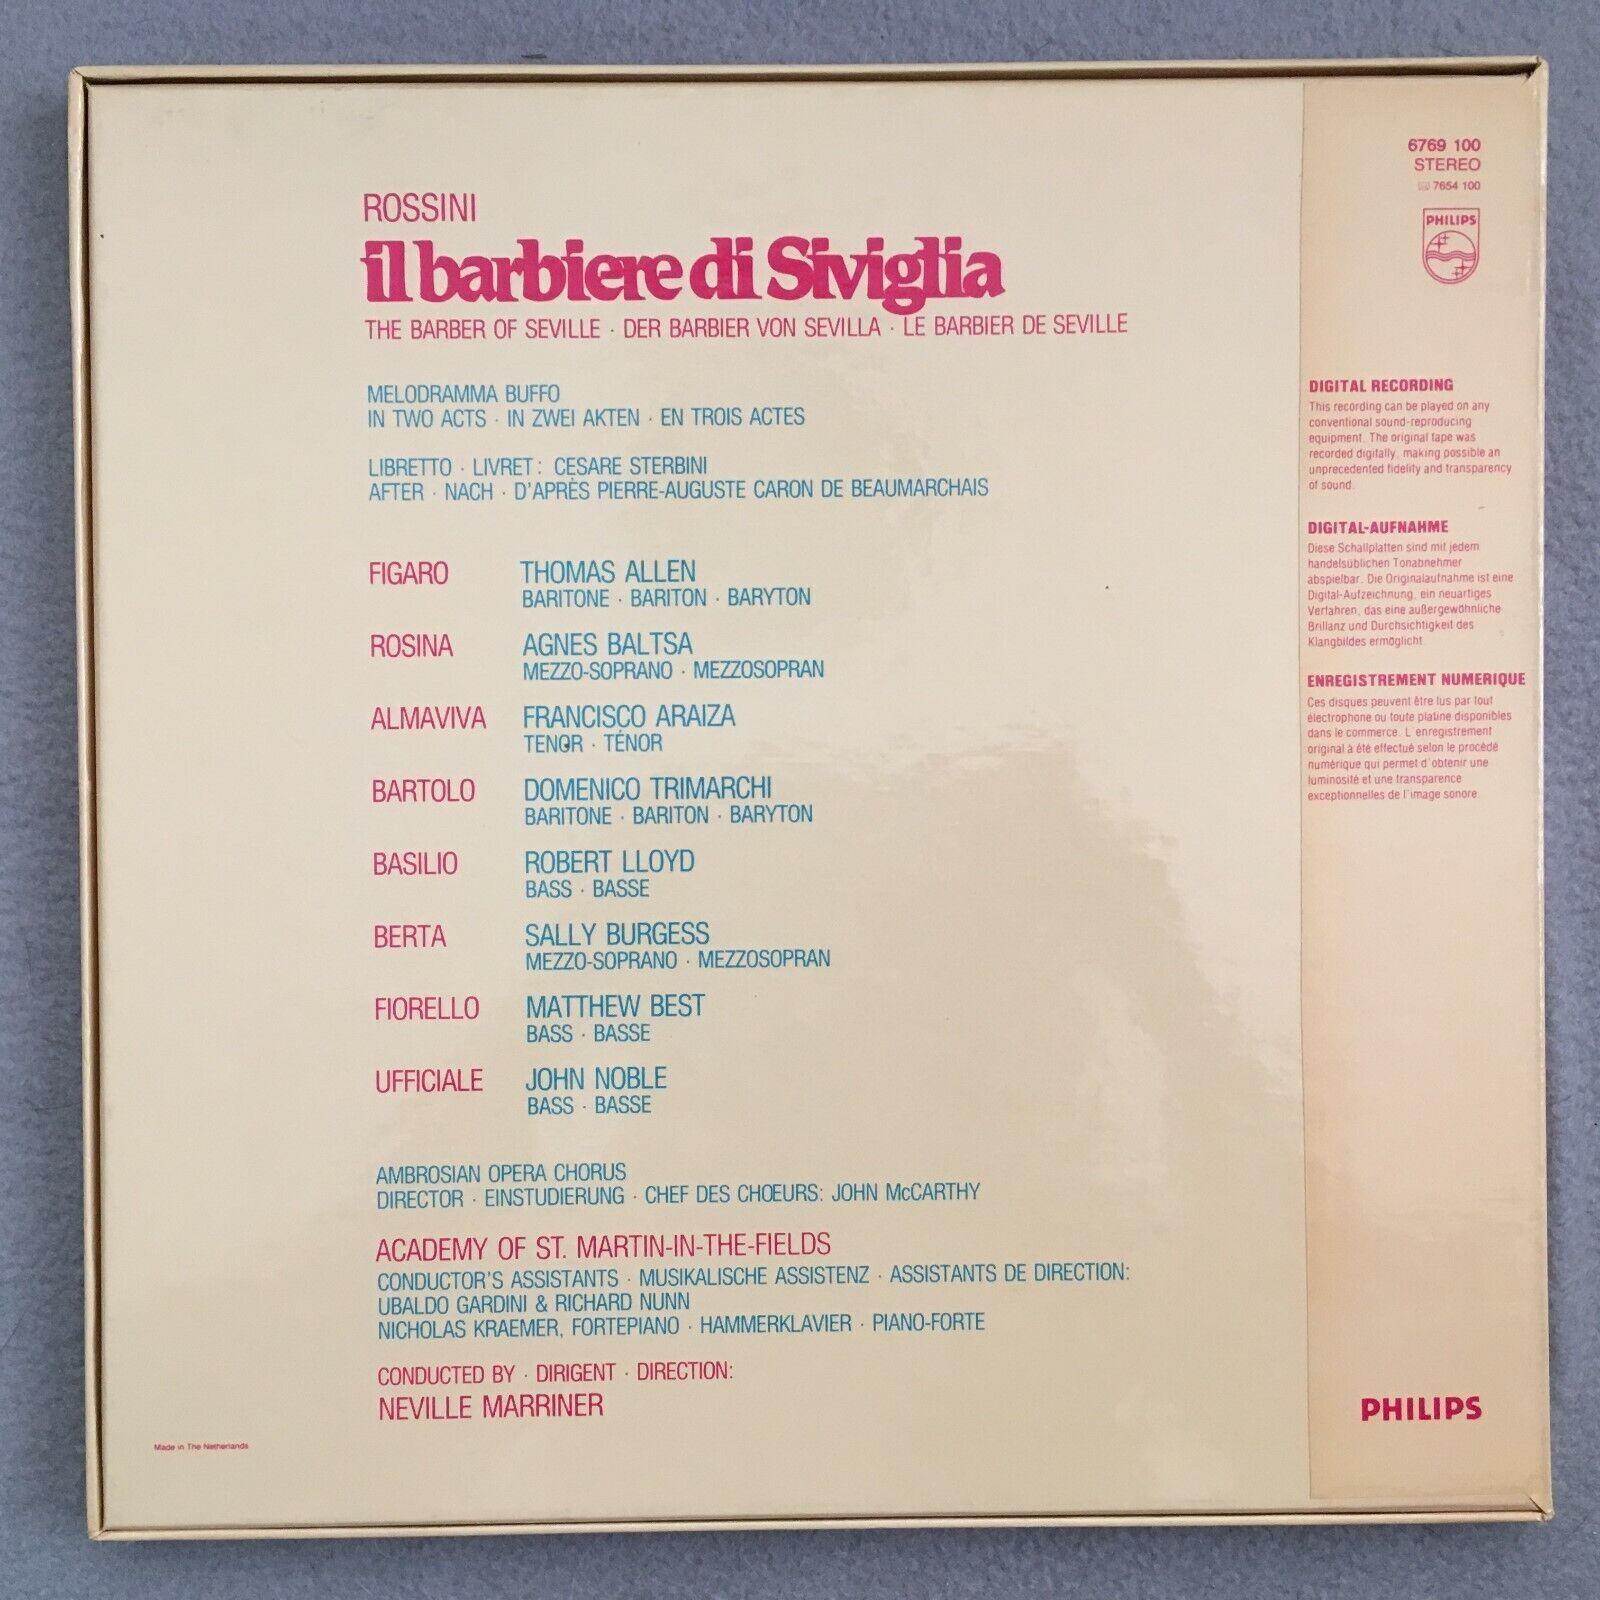 ROSSINI
il barbiere di Siviglia
THE BARBER OF SEVILLE · DER BARBIER VON SEVILLA · LE BARBIER DE SEVILLE
MELODRAMMA BUFFO
IN TWO ACTS · IN ZWEI AKTEN · EN TROIS ACTES
LIBRETTO · LIVRET: CESARE STERBINI
AFTER · NACH · D'APRÈS PIERRE-AUGUSTE CARON DE BEAUMARCHAIS
FIGARO THOMAS ALLEN
BARITONE · BARITON · BARYTON
ROSINA AGNES BALTSA
MEZZO-SOPRANO · MEZZOSOPRAN
ALMAVIVA FRANCISCO ARAIZA
TENOR · TÉNOR
BARTOLO DOMENICO TRIMARCHI
BARITONE · BARITON · BARYTON
BASILIO ROBERT LLOYD
BASS · BASSE
BERTA SALLY BURGESS
MEZZO-SOPRANO · MEZZOSOPRAN
FIORELLO MATTHEW BEST
BASS · BASSE
UFFICIALE JOHN NOBLE
BASS · BASSE
AMBROSIAN OPERA CHORUS
DIRECTOR · EINSTUDIERUNG · CHEF DES CHŒURS: JOHN McCARTHY
ACADEMY OF ST. MARTIN-IN-THE-FIELDS
CONDUCTOR'S ASSISTANTS · MUSIKALISCHE ASSISTENZ · ASSISTANTS DE DIRECTION:
UBALDO GARDINI & RICHARD NUNN
NICHOLAS KRAEMER, FORTEPIANO · HAMMERKLAVIER · PIANO-FORTE
CONDUCTED BY · DIRIGENT · DIRECTION:
NEVILLE MARRINER
Made in The Netherlands
6769 100
STEREO
7654 100
PHILIPS
DIGITAL RECORDING
This recording can be played on any
conventional sound-reproducing
equipment. The original tape was
recorded digitally, making possible an
unprecedented fidelity and transparency
of sound.
DIGITAL-AUFNAHME
Diese Schallplatten sind mit jedem
handelsüblichen Tonabnehmer
abspielbar. Die Originalaufnahme ist eine
Digital-Aufzeichnung, ein neuartiges
Verfahren, das eine außergewöhnliche
Brillanz und Durchsichtigkeit des
Klangbildes ermöglicht.
ENREGISTREMENT NUMERIQUE
Ces disques peuvent être lus par tout
électrophone ou toute platine disponibles
dans le commerce. L'enregistrement
original à été effectué selon le procédé
numérique qui permet d'obtenir une
luminosité et une transparence
exceptionnelles de l'image sonore.
PHILIPS